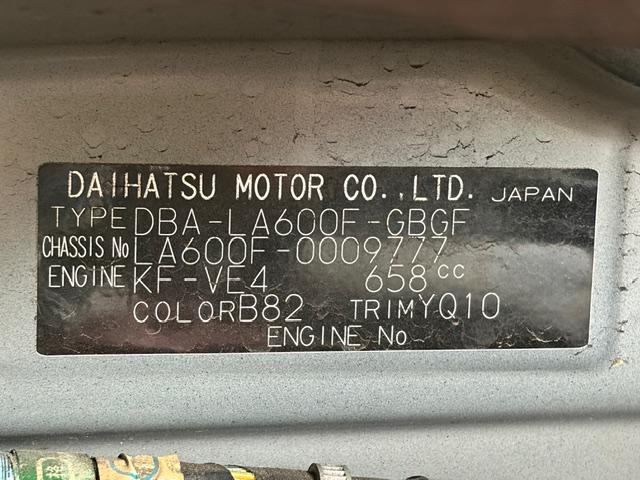 DAIHATSU MOTOR CO.,LTD. JAPAN
TYPE DBA-LA600F-GBGF
CHASSIS No LA600F-0009777
ENGINE KF-VE4 658cc
COLOR B82 TRIM YQ10
ENGINE No